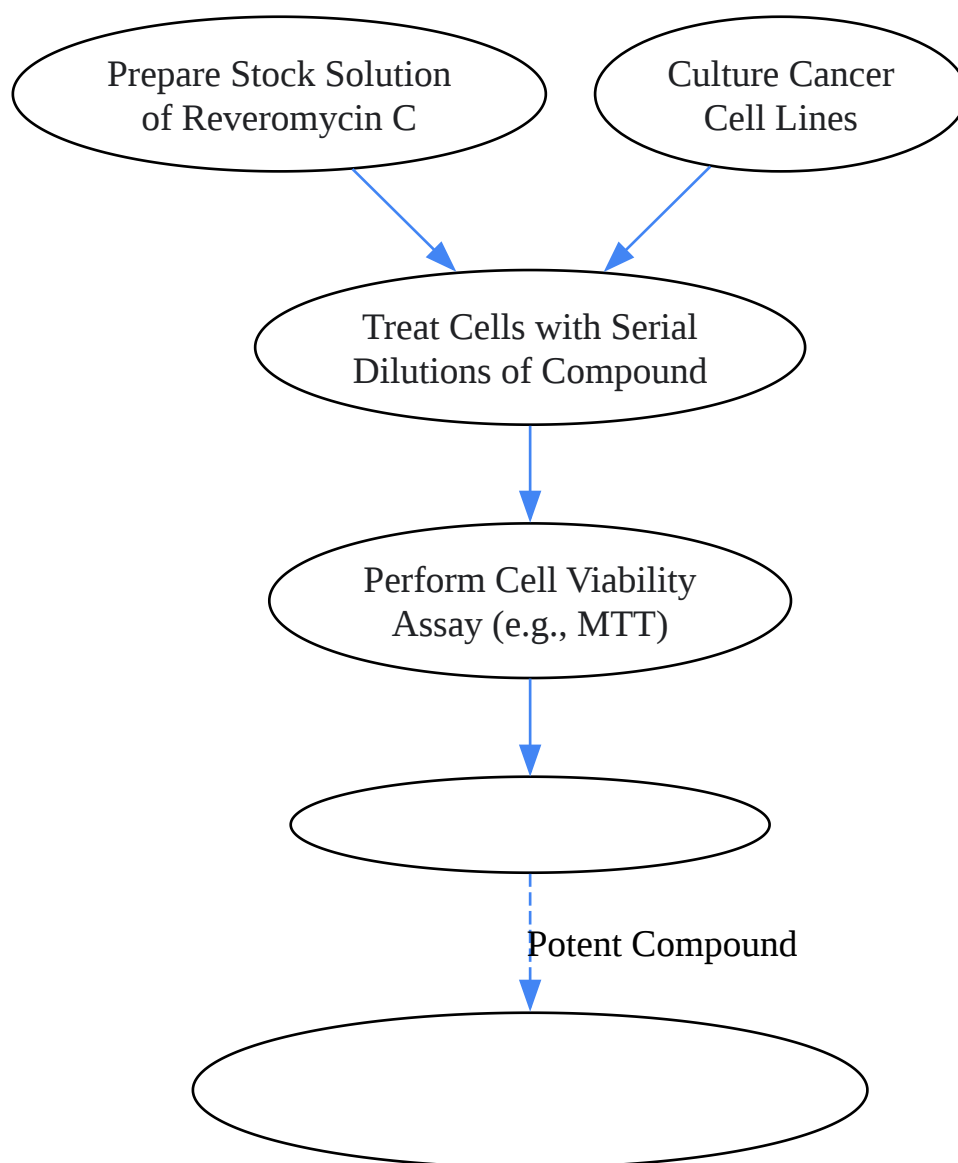 Prepare Stock Solution
of Reveromycin C
Culture Cancer
Cell Lines
Treat Cells with Serial
Dilutions of Compound
Perform Cell Viability
Assay (e.g., MTT)
Potent Compound